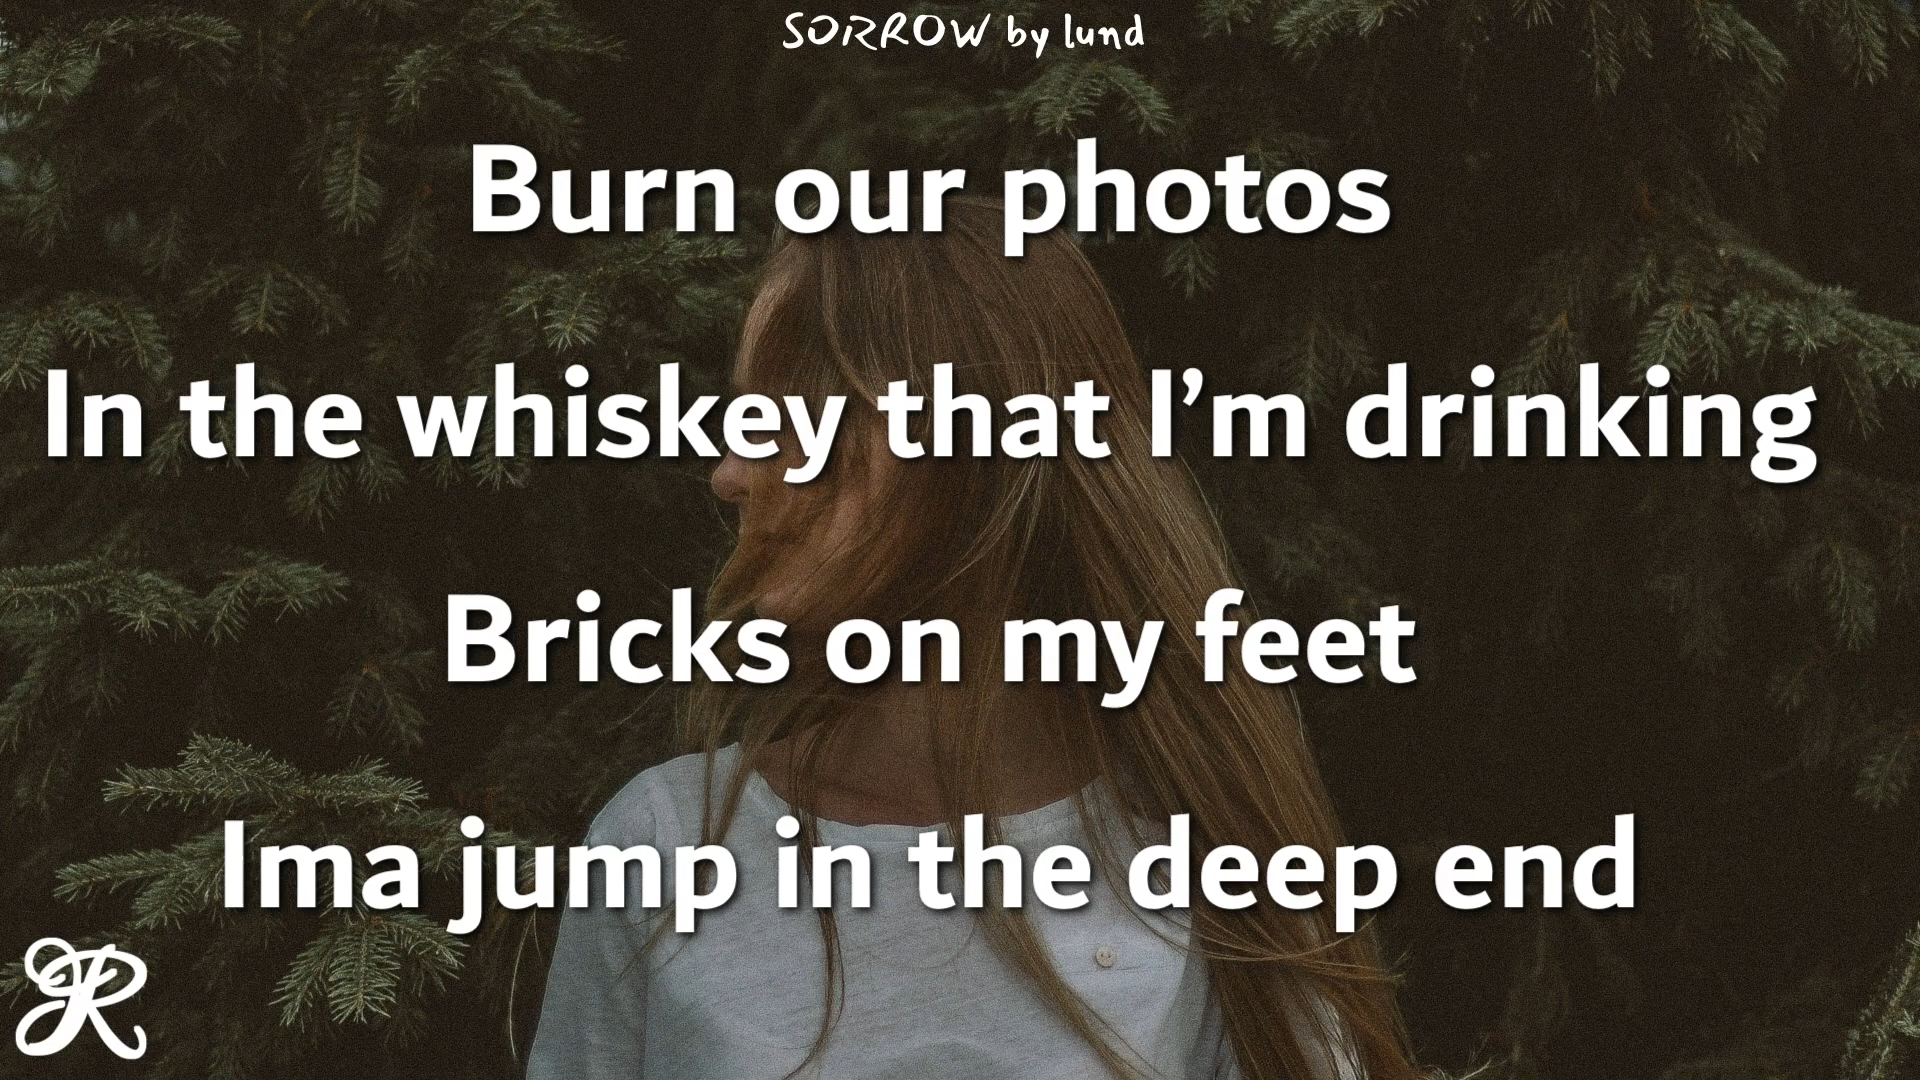 SORROW by lund
Burn our photos
In the whiskey that I’m drinking
Bricks on my feet
Ima jump in the deep end
R